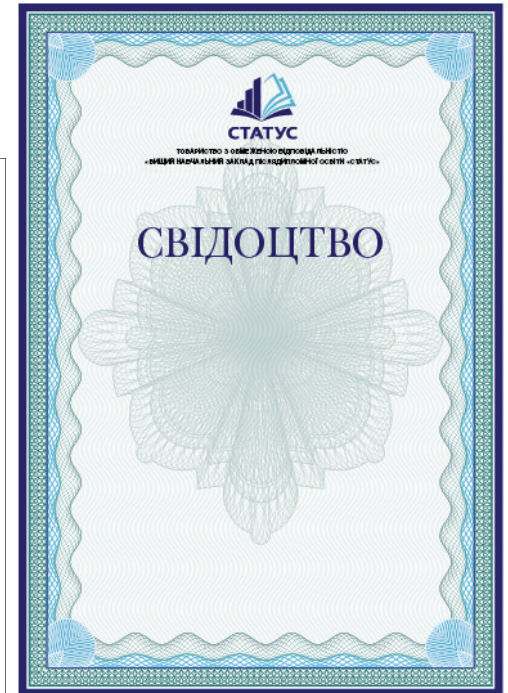 СТАТУС
ТОВАРИСТВО З ОБМЕЖЕНОЮ ВІДПОВІДАЛЬНІСТЮ
«ВИЩИЙ НАВЧАЛЬНИЙ ЗАКЛАД ПІСЛЯДИПЛОМНОЇ ОСВІТИ «СТАТУС»
СВІДОЦТВО